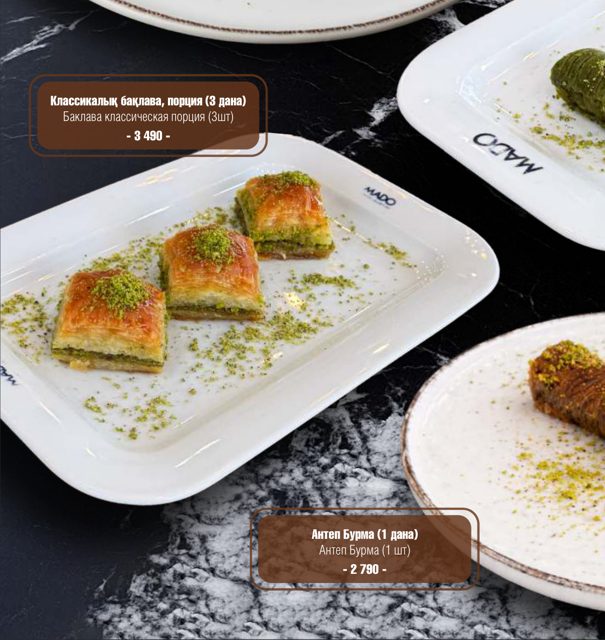 Классикалық бақлава, порция (3 дана)
Баклава классическая порция (3шт)
- 3 490 -
MADO
MADO
MADO
Антеп Бурма (1 дана)
Антеп Бурма (1 шт)
- 2 790 -